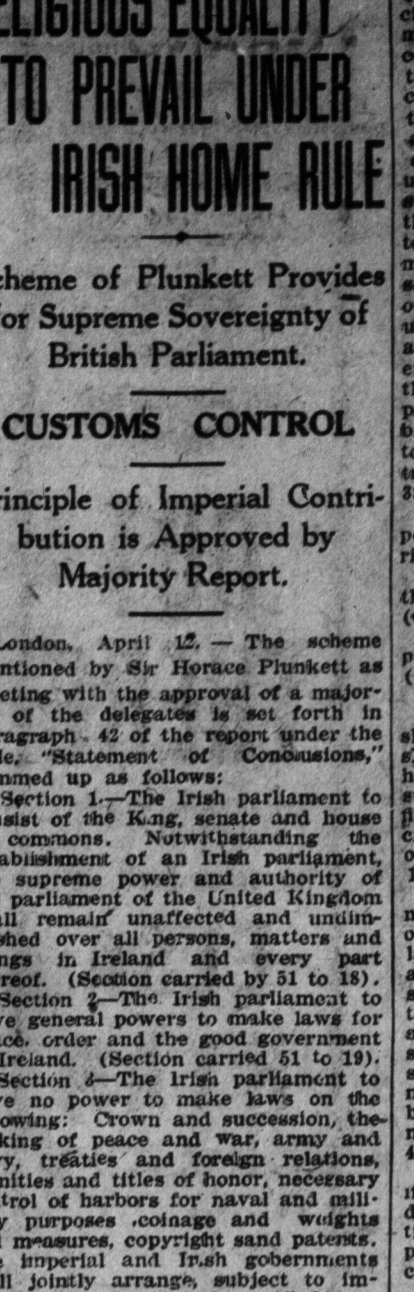 ELIGIOUS EQUALITY
TO PREVAIL UNDER
IRISH HOME RULE
cheme of Plunkett Provides
or Supreme Sovereignty of
British Parliament.
CUSTOMS CONTROL
rinciple of Imperial Contri-
bution is Approved by
Majority Report.
London, April 12. — The scheme
ntioned by Sir Horace Plunkett as
eting with the approval of a major-
of the delegates is set forth in
ragraph 42 of the report under the
le, "Statement of Conclusions,"
mmed up as follows:
Section 1.—The Irish parliament to
sist of the King, senate and house
commons. Notwithstanding the
ablishment of an Irish parliament,
supreme power and authority of
parliament of the United Kingdom
all remain unaffected and undim-
shed over all persons, matters and
ngs in Ireland and every part
reof. (Section carried by 51 to 18).
Section 2—The Irish parliament to
ve general powers to make laws for
ace, order and the good government
Ireland. (Section carried 51 to 19).
Section 3—The Irish parliament to
ve no power to make laws on the
owing: Crown and succession, the
king of peace and war, army and
vy, treaties and foreign relations,
nities and titles of honor, necessary
trol of harbors for naval and mili-
y purposes .coinage and weights
measures, copyright sand patents.
e imperial and Irish gobernments
ll jointly arrange, subject to im-